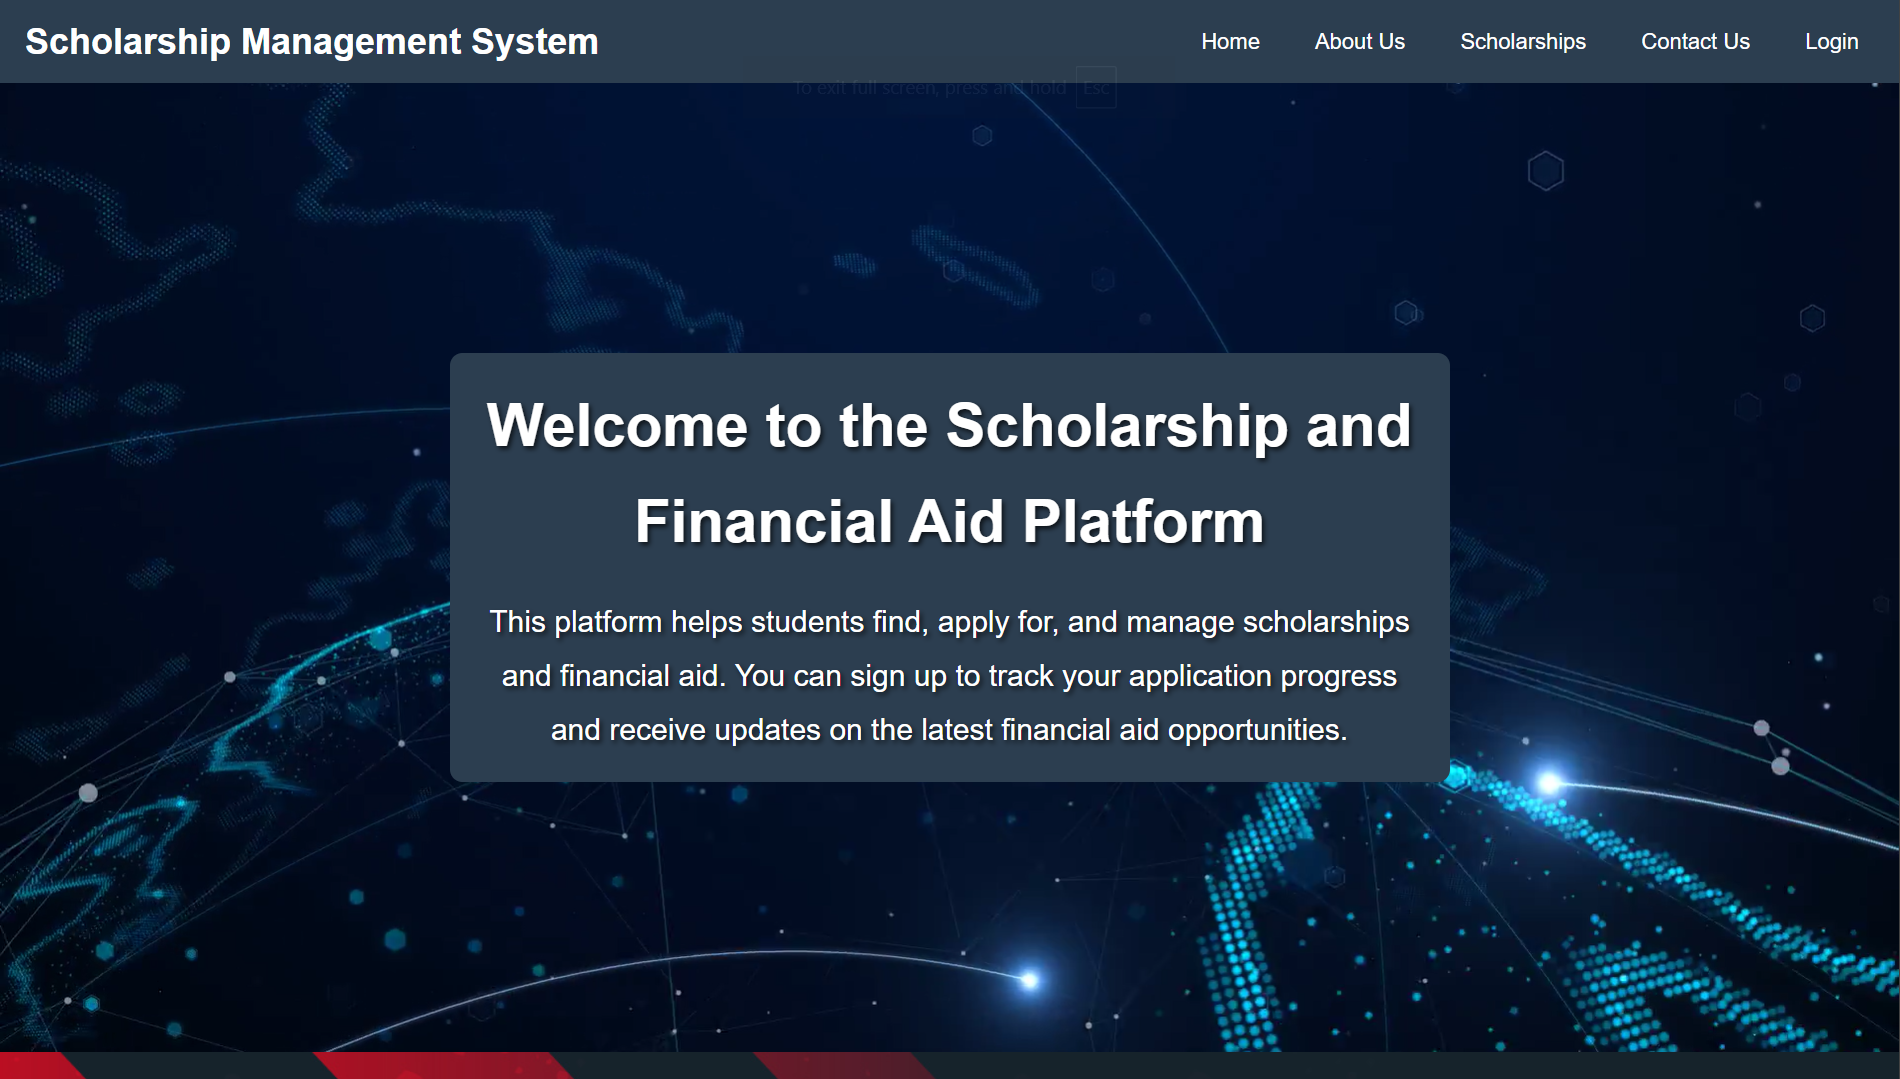 Scholarship Management System
Home
About Us
Scholarships
Contact Us
Login
To exit full screen, press and hold Esc
Welcome to the Scholarship and
Financial Aid Platform
This platform helps students find, apply for, and manage scholarships
and financial aid. You can sign up to track your application progress
and receive updates on the latest financial aid opportunities.